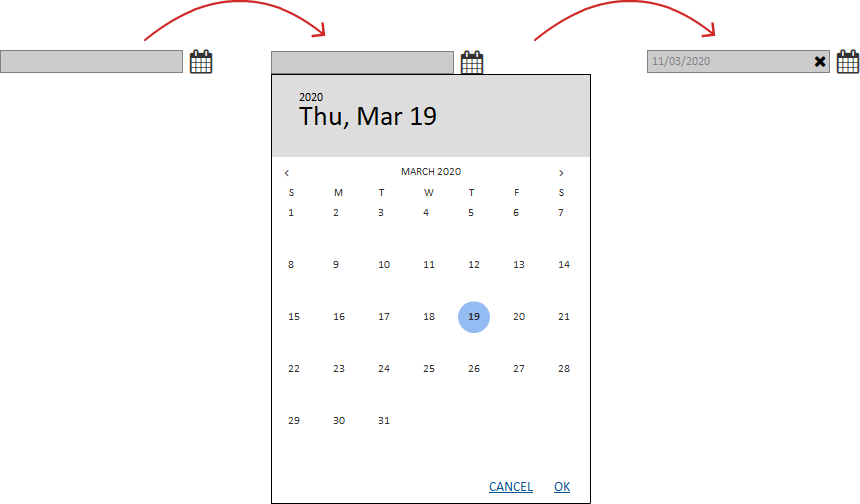 11/03/2020
2020
Thu, Mar 19
MARCH 2020
S M T W T F S
1 2 3 4 5 6 7
8 9 10 11 12 13 14
15 16 17 18 19 20 21
22 23 24 25 26 27 28
29 30 31
CANCEL OK